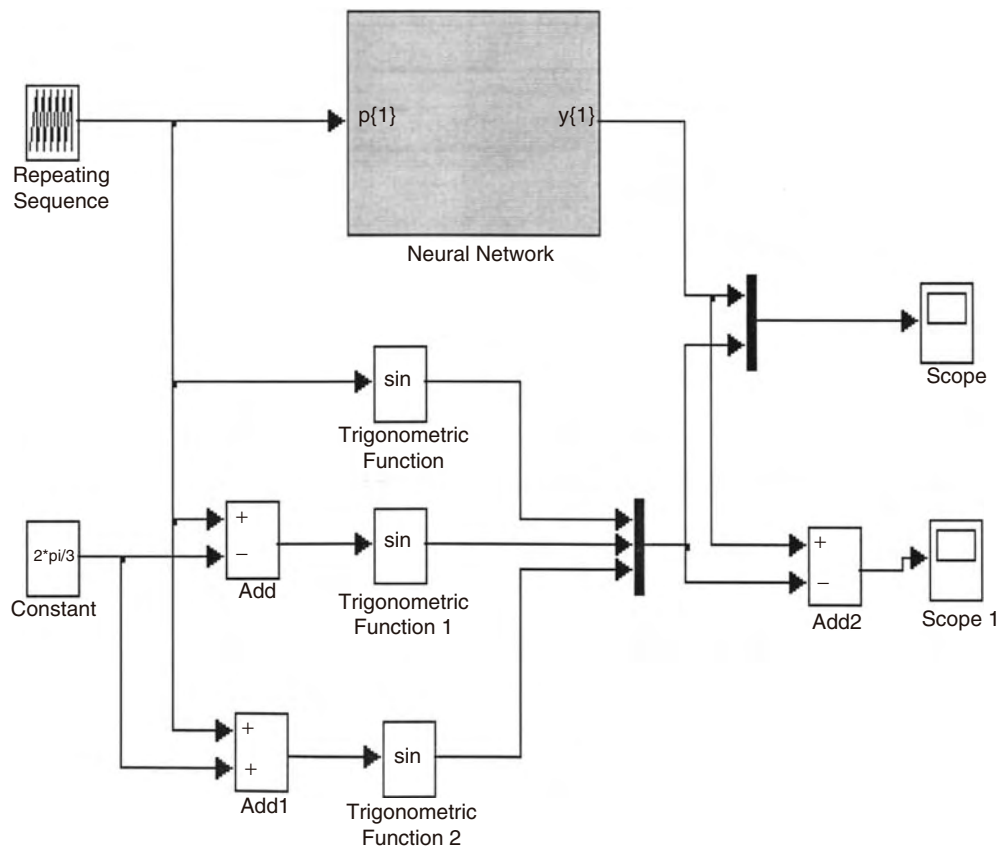 p{1}
y{1}
Repeating
Sequence
Neural Network
sin
Trigonometric
Function
Scope
2*pi/3
Constant
+
−
Add
sin
Trigonometric
Function 1
+
−
Add2
Scope 1
+
+
Add1
sin
Trigonometric
Function 2